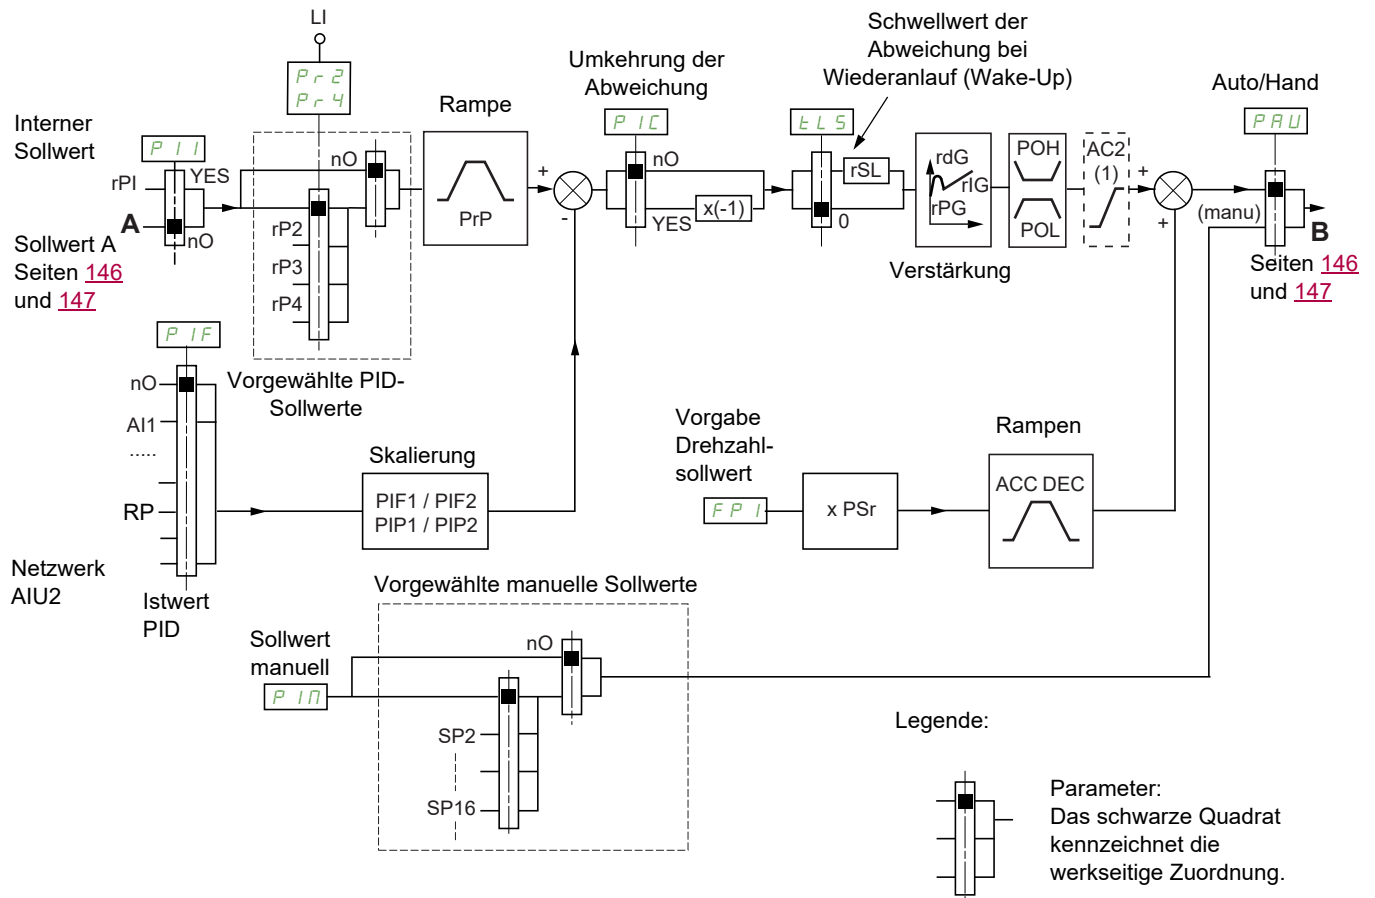 LI
Pr2
Pr4
Interner
Sollwert
PII
rPI
YES
A
nO
Sollwert A
Seiten 146
und 147
nO
rP2
rP3
rP4
Vorgewählte PID-
Sollwerte
Rampe
PrP
+
-
Umkehrung der
Abweichung
PIC
nO
YES
x(-1)
Schwellwert der
Abweichung bei
Wiederanlauf (Wake-Up)
tLS
rSL
0
rdG
rIG
rPG
Verstärkung
POH
POL
AC2
(1)
+
+
Auto/Hand
PAU
(manu)
B
Seiten 146
und 147
PIF
nO
AI1
.....
RP
Netzwerk
AIU2
Istwert
PID
Skalierung
PIF1 / PIF2
PIP1 / PIP2
Vorgabe
Drehzahl-
sollwert
FPI
x PSr
Rampen
ACC DEC
Vorgewählte manuelle Sollwerte
Sollwert
manuell
PIM
nO
SP2
SP16
Legende:
Parameter:
Das schwarze Quadrat
kennzeichnet die
werkseitige Zuordnung.